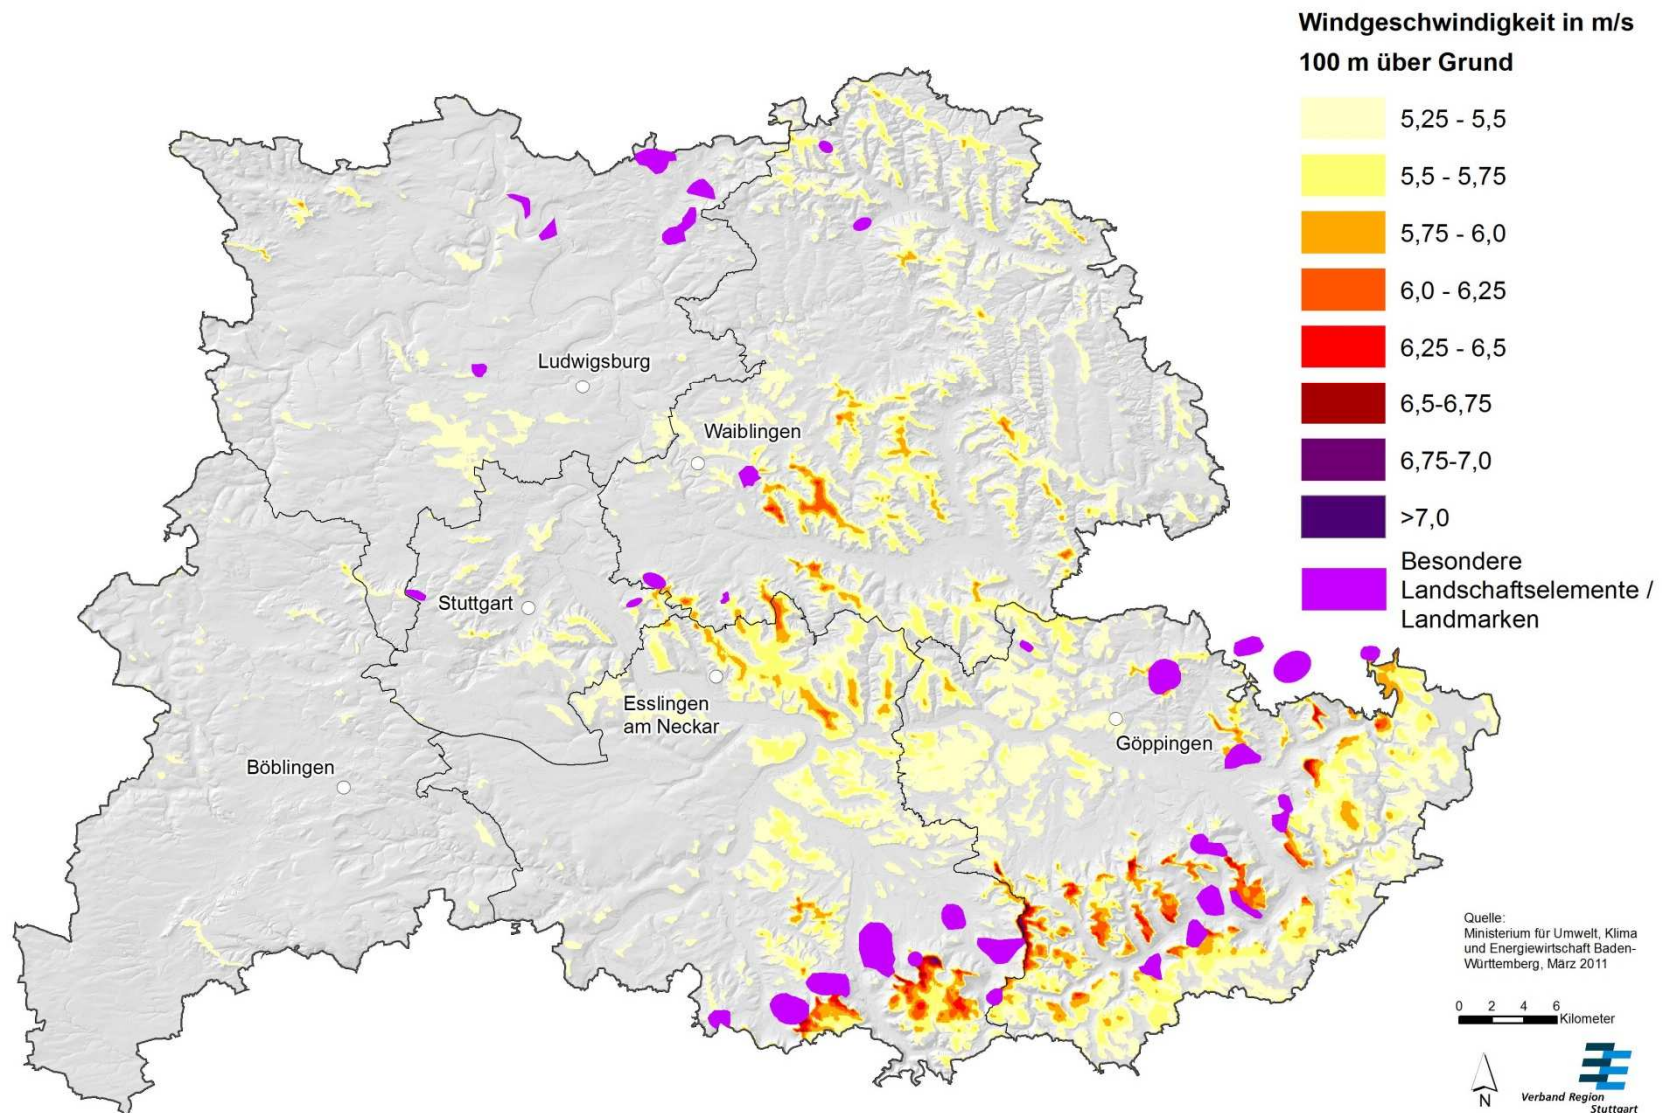 Windgeschwindigkeit in m/s
100 m über Grund
5,25 - 5,5
5,5 - 5,75
5,75 - 6,0
6,0 - 6,25
6,25 - 6,5
6,5-6,75
6,75-7,0
>7,0
Besondere
Landschaftselemente /
Landmarken
Ludwigsburg
Waiblingen
Stuttgart
Esslingen
am Neckar
Göppingen
Böblingen
Quelle:
Ministerium für Umwelt, Klima
und Energiewirtschaft Baden-
Württemberg, März 2011
0 2 4 6
Kilometer
N
Verband Region
Stuttgart